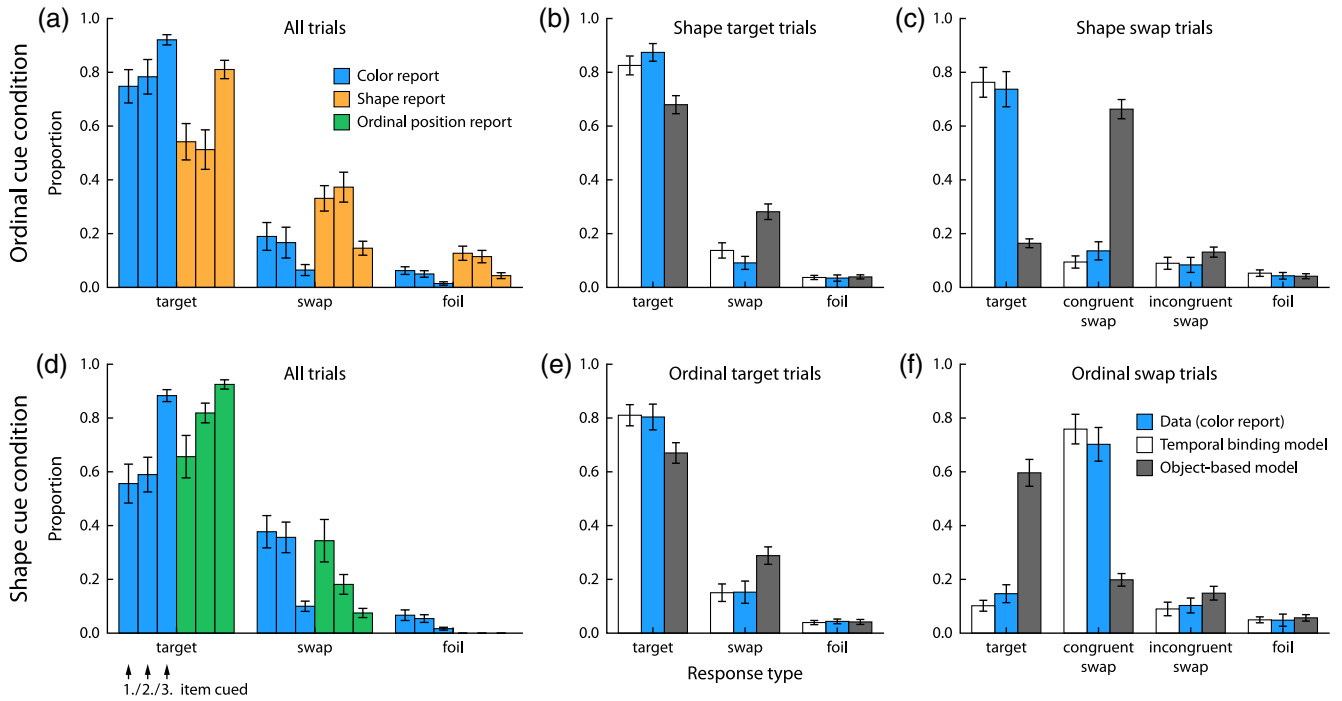 Ordinal cue condition
(a)
All trials
Proportion
1.0
0.8
0.6
0.4
0.2
0.0
Color report
Shape report
Ordinal position report
target
swap
foil
(b)
Shape target trials
1.0
0.8
0.6
0.4
0.2
0.0
target
swap
foil
(c)
Shape swap trials
1.0
0.8
0.6
0.4
0.2
0.0
target
congruent
swap
incongruent
swap
foil
Shape cue condition
(d)
All trials
Proportion
1.0
0.8
0.6
0.4
0.2
0.0
target
swap
foil
1./2./3. item cued
(e)
Ordinal target trials
1.0
0.8
0.6
0.4
0.2
0.0
target
swap
foil
Response type
(f)
Ordinal swap trials
1.0
0.8
0.6
0.4
0.2
0.0
Data (color report)
Temporal binding model
Object-based model
target
congruent
swap
incongruent
swap
foil